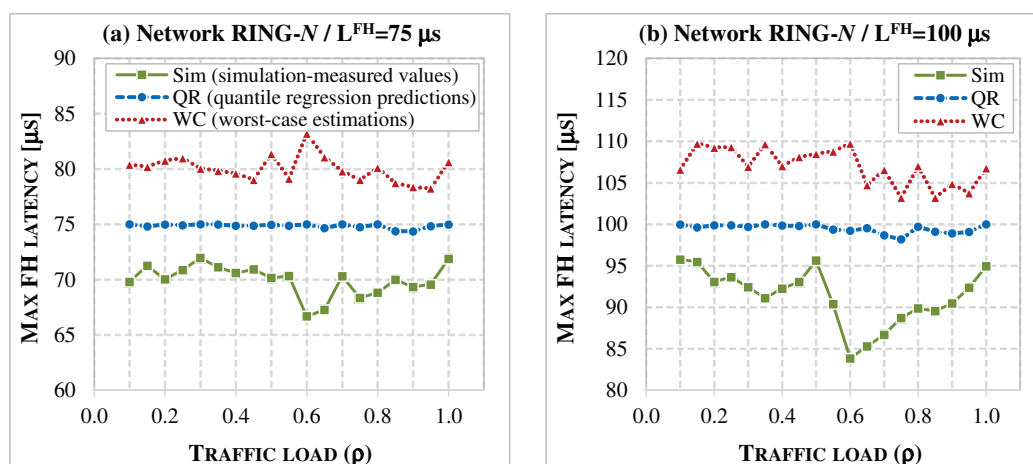 (a) Network RING-N / L^FH=75 µs
90
85
80
75
70
65
60
MAX FH LATENCY [µS]
Sim (simulation-measured values)
QR (quantile regression predictions)
WC (worst-case estimations)
0.0 0.2 0.4 0.6 0.8 1.0
TRAFFIC LOAD (ρ)
(b) Network RING-N / L^FH=100 µs
120
115
110
105
100
95
90
85
80
MAX FH LATENCY [µS]
Sim
QR
WC
0.0 0.2 0.4 0.6 0.8 1.0
TRAFFIC LOAD (ρ)